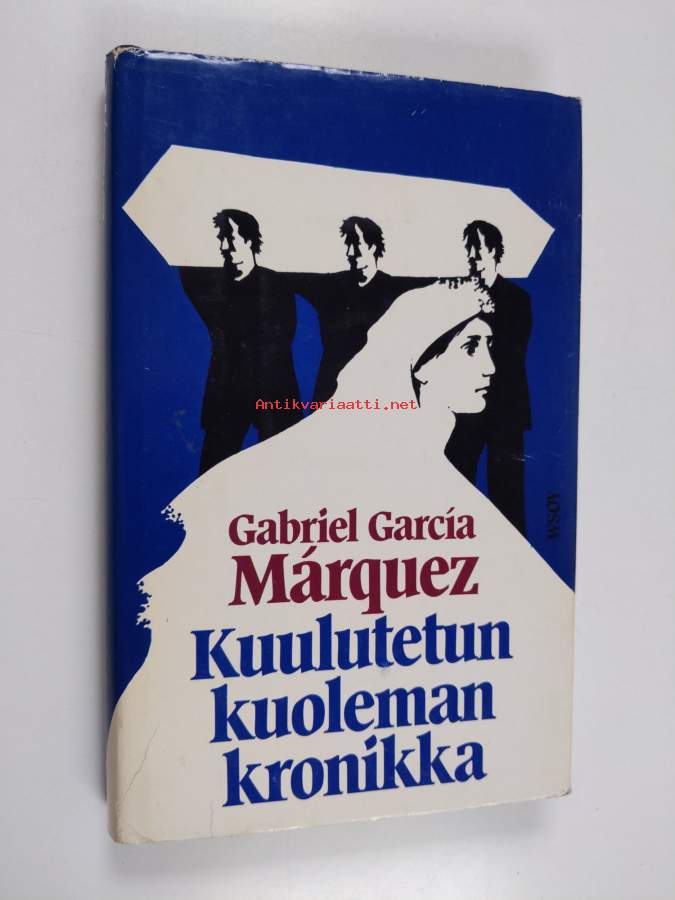 Antikvariaatti.net
WSOY
Gabriel García
Márquez
Kuulutetun
kuoleman
kronikka